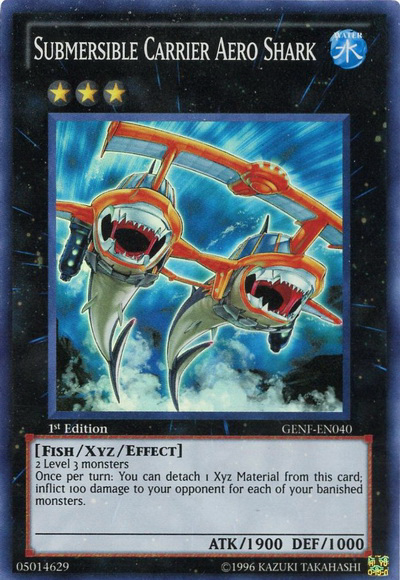 Submersible Carrier Aero Shark
WATER
水
1st Edition
GENF-EN040
[Fish/Xyz/Effect]
2 Level 3 monsters
Once per turn: You can detach 1 Xyz Material from this card;
inflict 100 damage to your opponent for each of your banished
monsters.
ATK/1900 DEF/1000
05014629
©1996 KAZUKI TAKAHASHI